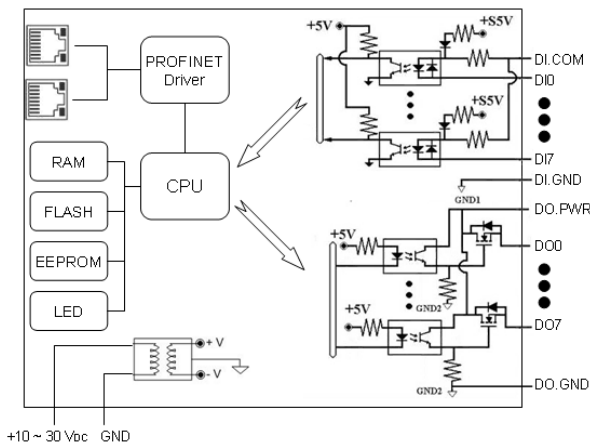 PROFINET
Driver
CPU
RAM
FLASH
EEPROM
LED
+5V
+S5V
DI.COM
DI0
+S5V
DI7
DI.GND
GND1
DO.PWR
+5V
DO0
GND2
+5V
DO7
GND2
DO.GND
+ V
- V
+10 ~ 30 VDC
GND